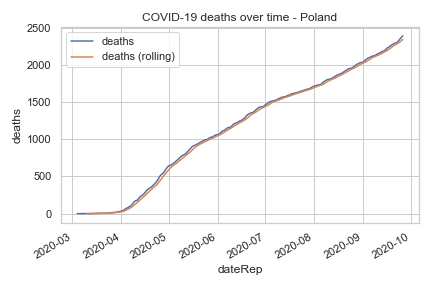 COVID-19 deaths over time - Poland
deaths
deaths (rolling)
2500
2000
1500
1000
500
0
deaths
2020-03
2020-04
2020-05
2020-06
2020-07
2020-08
2020-09
2020-10
dateRep